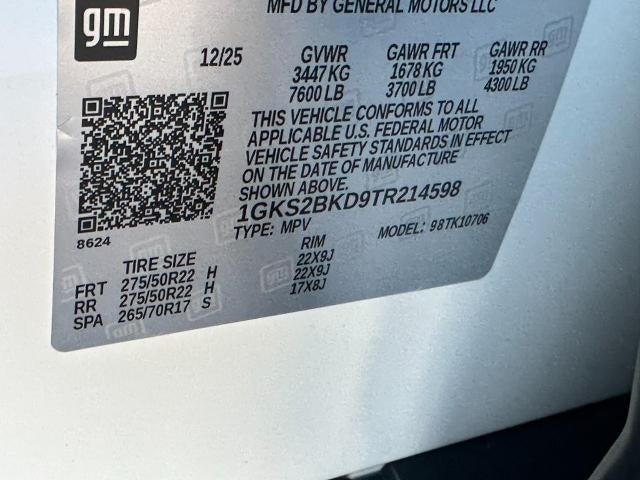 MFD BY GENERAL MOTORS LLC
gm
12/25 GVWR GAWR FRT GAWR RR
3447 KG 1678 KG 1950 KG
7600 LB 3700 LB 4300 LB
THIS VEHICLE CONFORMS TO ALL
APPLICABLE U.S. FEDERAL MOTOR
VEHICLE SAFETY STANDARDS IN EFFECT
ON THE DATE OF MANUFACTURE
SHOWN ABOVE.
1GKS2BKD9TR214598
8624
TYPE: MPV MODEL: 98TK10706
TIRE SIZE RIM
FRT 275/50R22 H 22X9J
RR 275/50R22 H 22X9J
SPA 265/70R17 S 17X8J